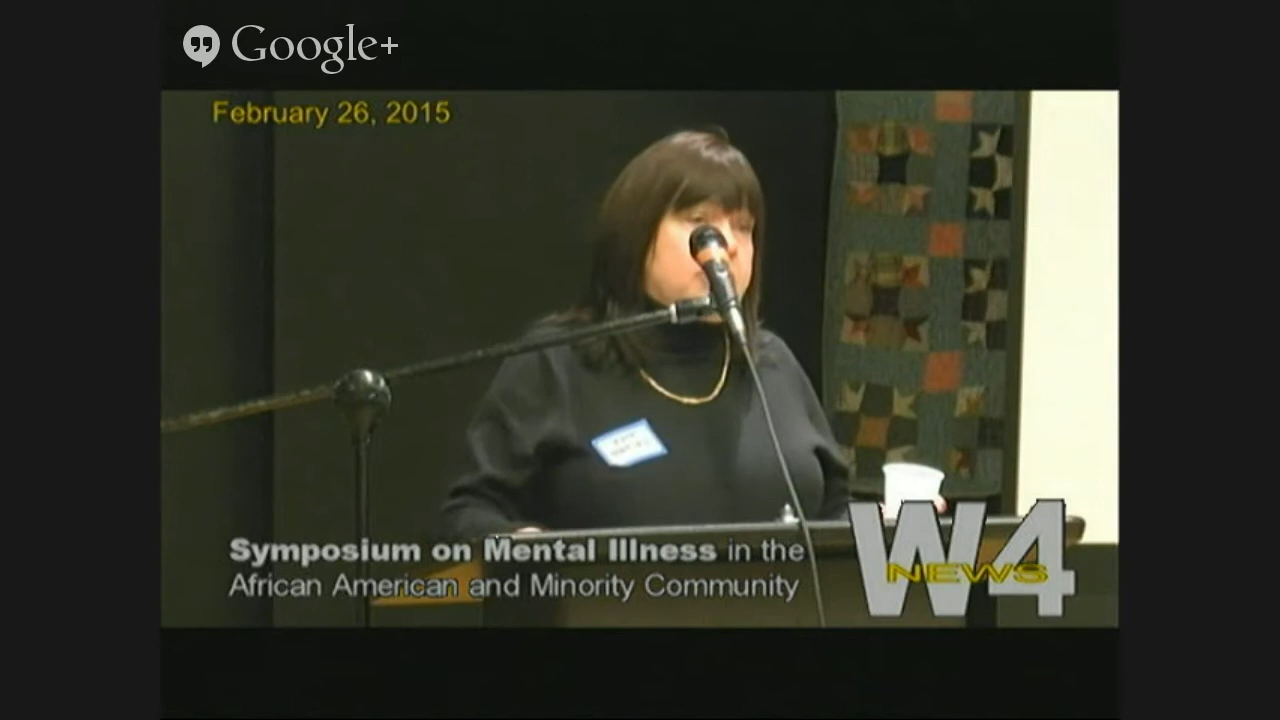 Google+
February 26, 2015
Symposium on Mental Illness in the
African American and Minority Community
W4
NEWS